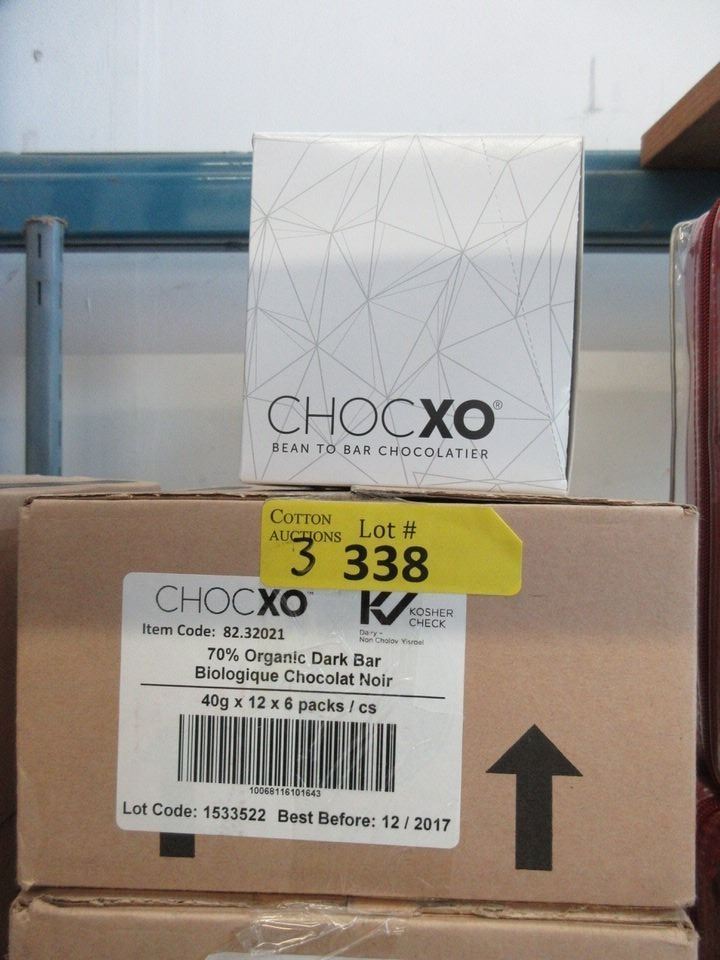 CHOCXO®
BEAN TO BAR CHOCOLATIER
COTTON
AUCTIONS
Lot #
3 338
CHOCXO™
KOSHER
CHECK
Dairy -
Non Cholov Yisroel
Item Code: 82.32021
70% Organic Dark Bar
Biologique Chocolat Noir
40g x 12 x 6 packs / cs
10068116101643
Lot Code: 1533522 Best Before: 12 / 2017